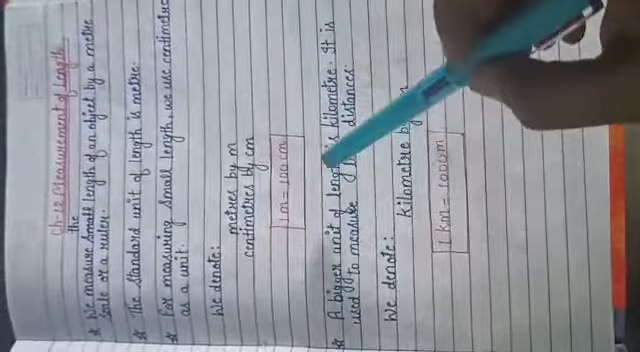 Ch-12 Measurement of Length
the
☆ We measure small length of an object by a metre
scale or a ruler.
☆ The standard unit of length is metre.
☆ For measuring small length, we use centimetre
as a unit.
We denote:
metres by m
centimetres by cm
1m = 100cm
☆ A bigger unit of length is kilometre. It is
used to measure distances.
We denote:
kilometre by
1 km = 1000m